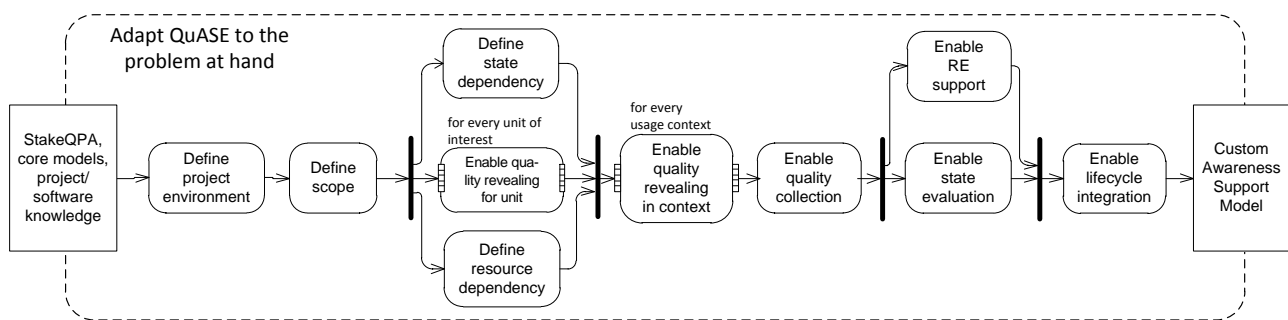 Adapt QuASE to the
problem at hand
StakeQPA,
core models,
project/
software
knowledge
Define
project
environment
Define
scope
Define
state
dependency
for every unit of
interest
Enable qua-
lity revealing
for unit
Define
resource
dependency
for every
usage context
Enable
quality
revealing
in context
Enable
quality
collection
Enable
RE
support
Enable
state
evaluation
Enable
lifecycle
integration
Custom
Awareness
Support
Model